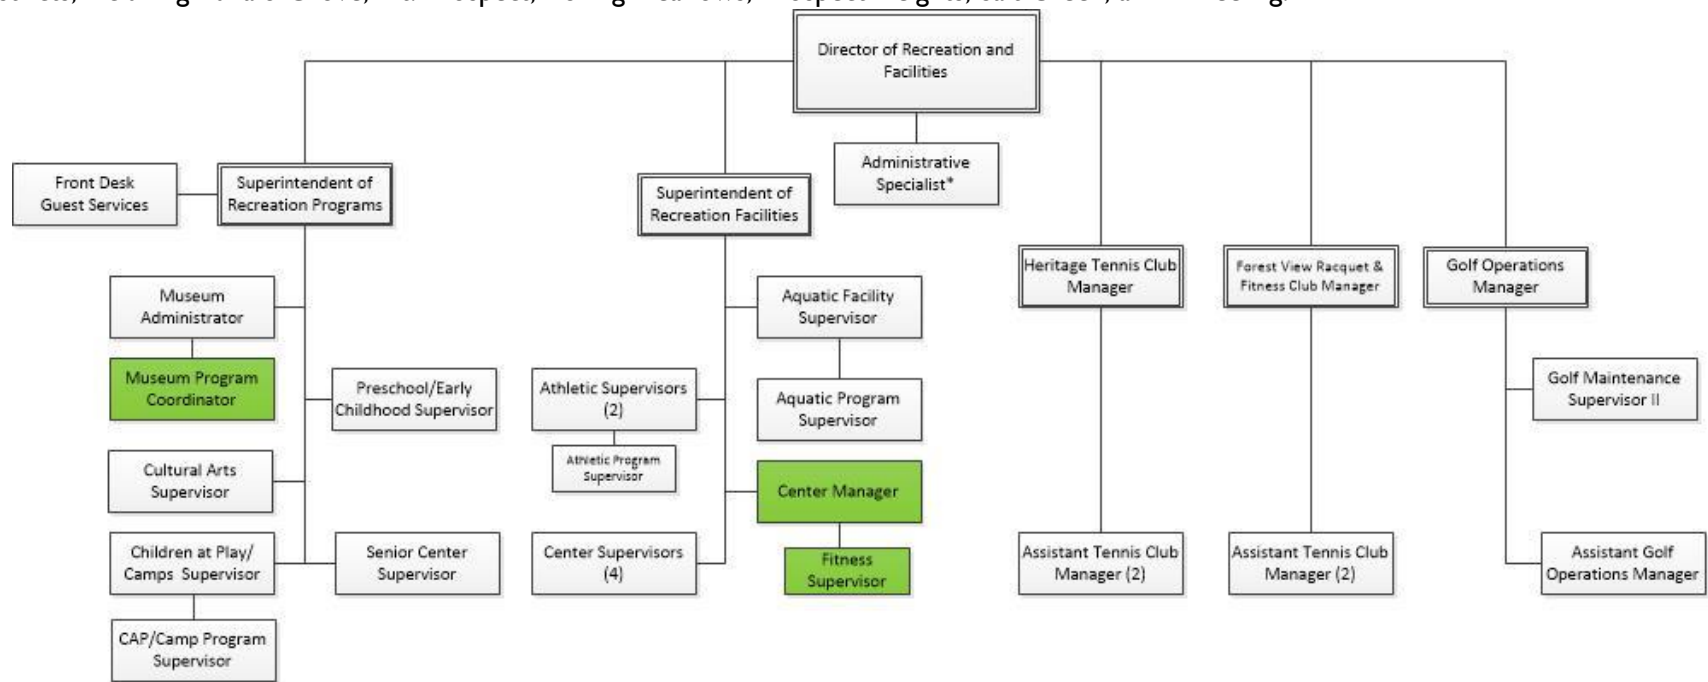 Director of Recreation and
Facilities
Administrative
Specialist*
Front Desk
Guest Services
Superintendent of
Recreation Programs
Superintendent of
Recreation Facilities
Heritage Tennis Club
Manager
Forest View Racquet &
Fitness Club Manager
Golf Operations
Manager
Museum
Administrator
Museum Program
Coordinator
Preschool/Early
Childhood Supervisor
Cultural Arts
Supervisor
Children at Play/
Camps Supervisor
Senior Center
Supervisor
CAP/Camp Program
Supervisor
Aquatic Facility
Supervisor
Athletic Supervisors
(2)
Aquatic Program
Supervisor
Athletic Program
Supervisor
Center Manager
Center Supervisors
(4)
Fitness
Supervisor
Assistant Tennis Club
Manager (2)
Assistant Tennis Club
Manager (2)
Golf Maintenance
Supervisor II
Assistant Golf
Operations Manager